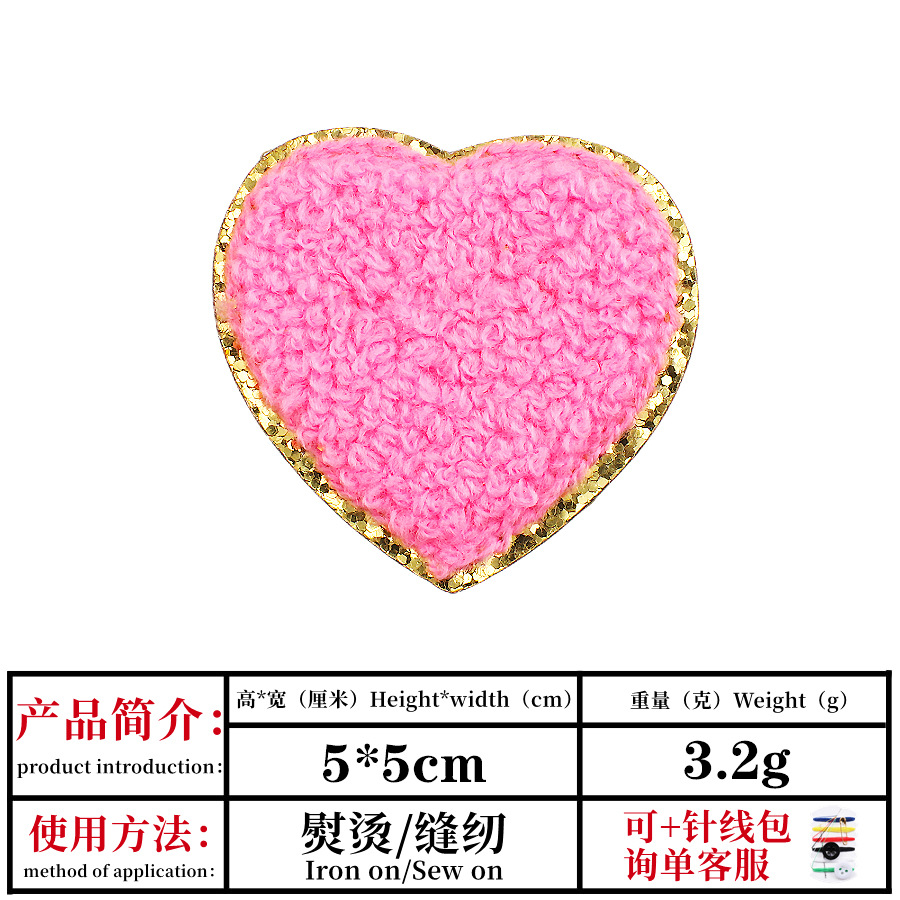 产品简介：
product introduction:
高*宽（厘米）Height*width（cm）
重量（克）Weight（g）
5*5cm
3.2g
使用方法：
method of application:
熨烫/缝纫
Iron on/Sew on
可+针线包
询单客服